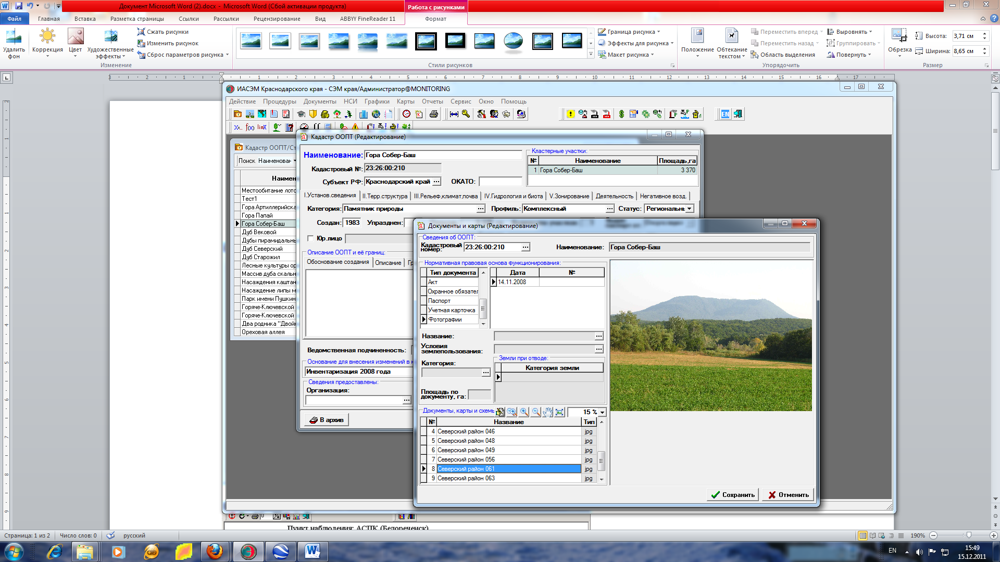 Документ Microsoft Word (2).docx - Microsoft Word (Сбой активации продукта)
Работа с рисунками
Файл Главная Вставка Разметка страницы Ссылки Рассылки Рецензирование Вид ABBYY FineReader 11 Формат
Удалить фон
Коррекция
Цвет
Художественные эффекты
Сжать рисунки
Изменить рисунок
Сброс параметров рисунка
Граница рисунка
Эффекты для рисунка
Макет рисунка
Положение
Обтекание текстом
Переместить вперед
Переместить назад
Область выделения
Выровнять
Группировать
Повернуть
Обрезка
Высота: 3,71 см
Ширина: 8,65 см
Изменение Стили рисунков Упорядочить Размер
ИАСЭМ Краснодарского края - СЭМ края/Администратор@MONITORING
Действие Процедуры Документы НСИ Графики Карты Отчеты Сервис Окно Помощь
Кадастр ООПТ/Ст
Поиск Наименован
Наимен
Местообитание лото
Тест1
Гора Артиллерийска
Гора Папай
Гора Собер-Баш
Дуб Вековой
Дубы пирамидальны
Дуб Северский
Дуб Старожил
Лесные культуры ор
Массив дуба скальн
Насаждения каштан
Насаждение липы м
Парк имени Пушкин
Горяче-Ключевской
Горяче-Ключевской
Два родника "Двойн
Ореховая аллея
Кадастр ООПТ (Редактирование)
Наименование: Гора Собер-Баш
Кадастровый №: 23:26:00:210
Субъект РФ: Краснодарский край ... ОКАТО:
Кластерные участки:
№ Наименование Площадь,га
1 Гора Собер-Баш 3 370
I.Установ.сведения II.Терр.структура III.Рельеф,климат,почва IV.Гидрология и биота V.Зонирование Деятельность Негативное возд.
Категория: Памятник природы ... Профиль: Комплексный ... Статус: Региональнь
Создан: 1983 Упразднен:
Юр.лицо
Описание ООПТ и её границ:
Обоснование создания Описание Гр
Ведомственная подчиненность:
Основание для внесения изменений в к
Инвентаризация 2008 года
Сведения предоставлены:
Организация:
В архив
Документы и карты (Редактирование)
Сведения об ООПТ:
Кадастровый номер: 23:26:00:210 ... Наименование: Гора Собер-Баш
Нормативная правовая основа функционирования:
Тип документа
Акт
Охранное обязател
Паспорт
Учетная карточка
Фотографии
Дата №
14.11.2008
Название:
Условия землепользования:
Категория:
Земли при отводе:
Категория земли
Площадь по документу, га:
Документы, карты и схемь
15 %
№ Название Тип
4 Северский район 046 jpg
5 Северский район 048 jpg
6 Северский район 049 jpg
7 Северский район 056 jpg
8 Северский район 061 jpg
9 Северский район 063 jpg
Сохранить Отменить
Пункт наблюдения: АСПК (Белореченск)
Страница: 1 из 2 Число слов: 0 русский 190%
EN 15:49
15.12.2011